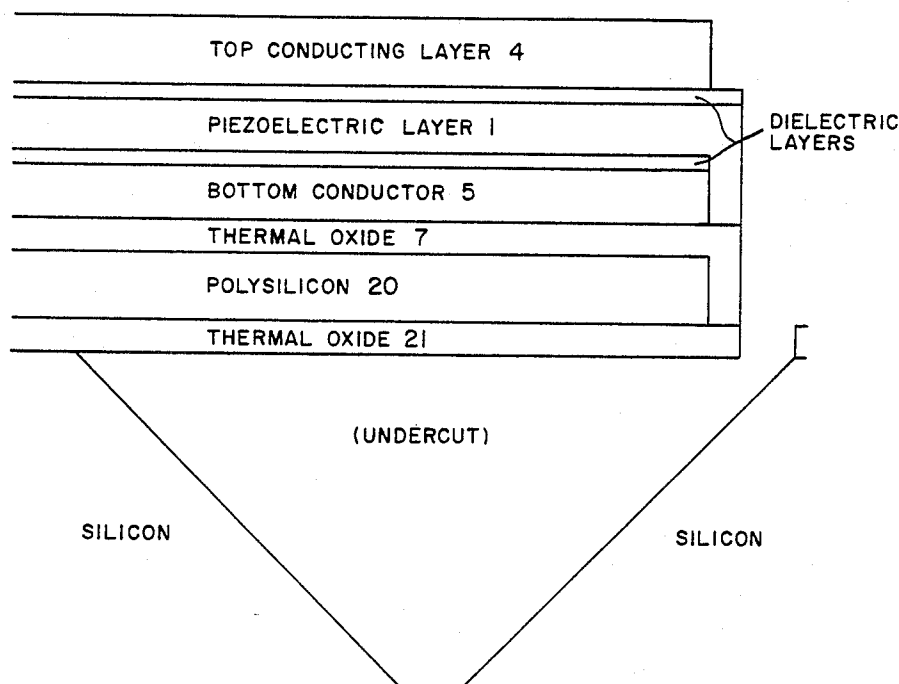 TOP CONDUCTING LAYER 4
PIEZOELECTRIC LAYER 1
DIELECTRIC
LAYERS
BOTTOM CONDUCTOR 5
THERMAL OXIDE 7
POLYSILICON 20
THERMAL OXIDE 21
(UNDERCUT)
SILICON
SILICON